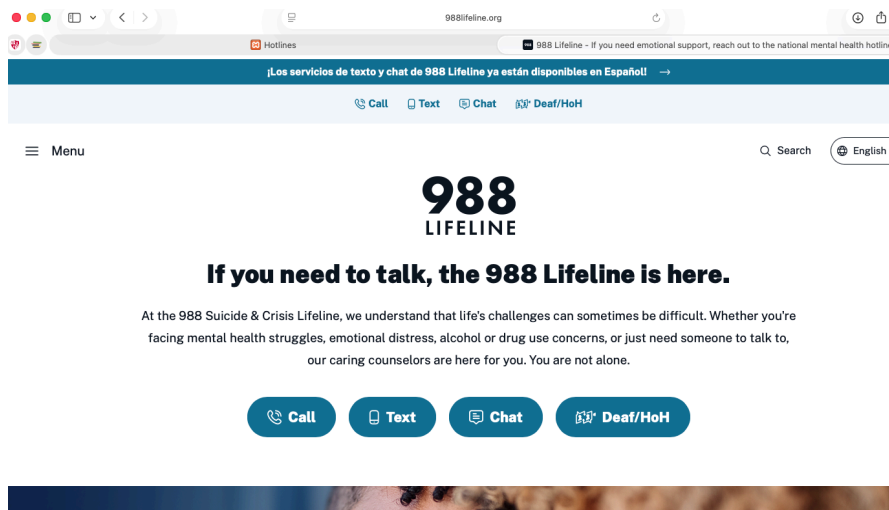 988lifeline.org
Hotlines
988 Lifeline - If you need emotional support, reach out to the national mental health hotline
¡Los servicios de texto y chat de 988 Lifeline ya están disponibles en Español! →
Call Text Chat Deaf/HoH
Menu
Search
English
988
LIFELINE
If you need to talk, the 988 Lifeline is here.
At the 988 Suicide & Crisis Lifeline, we understand that life's challenges can sometimes be difficult. Whether you're
facing mental health struggles, emotional distress, alcohol or drug use concerns, or just need someone to talk to,
our caring counselors are here for you. You are not alone.
Call Text Chat Deaf/HoH